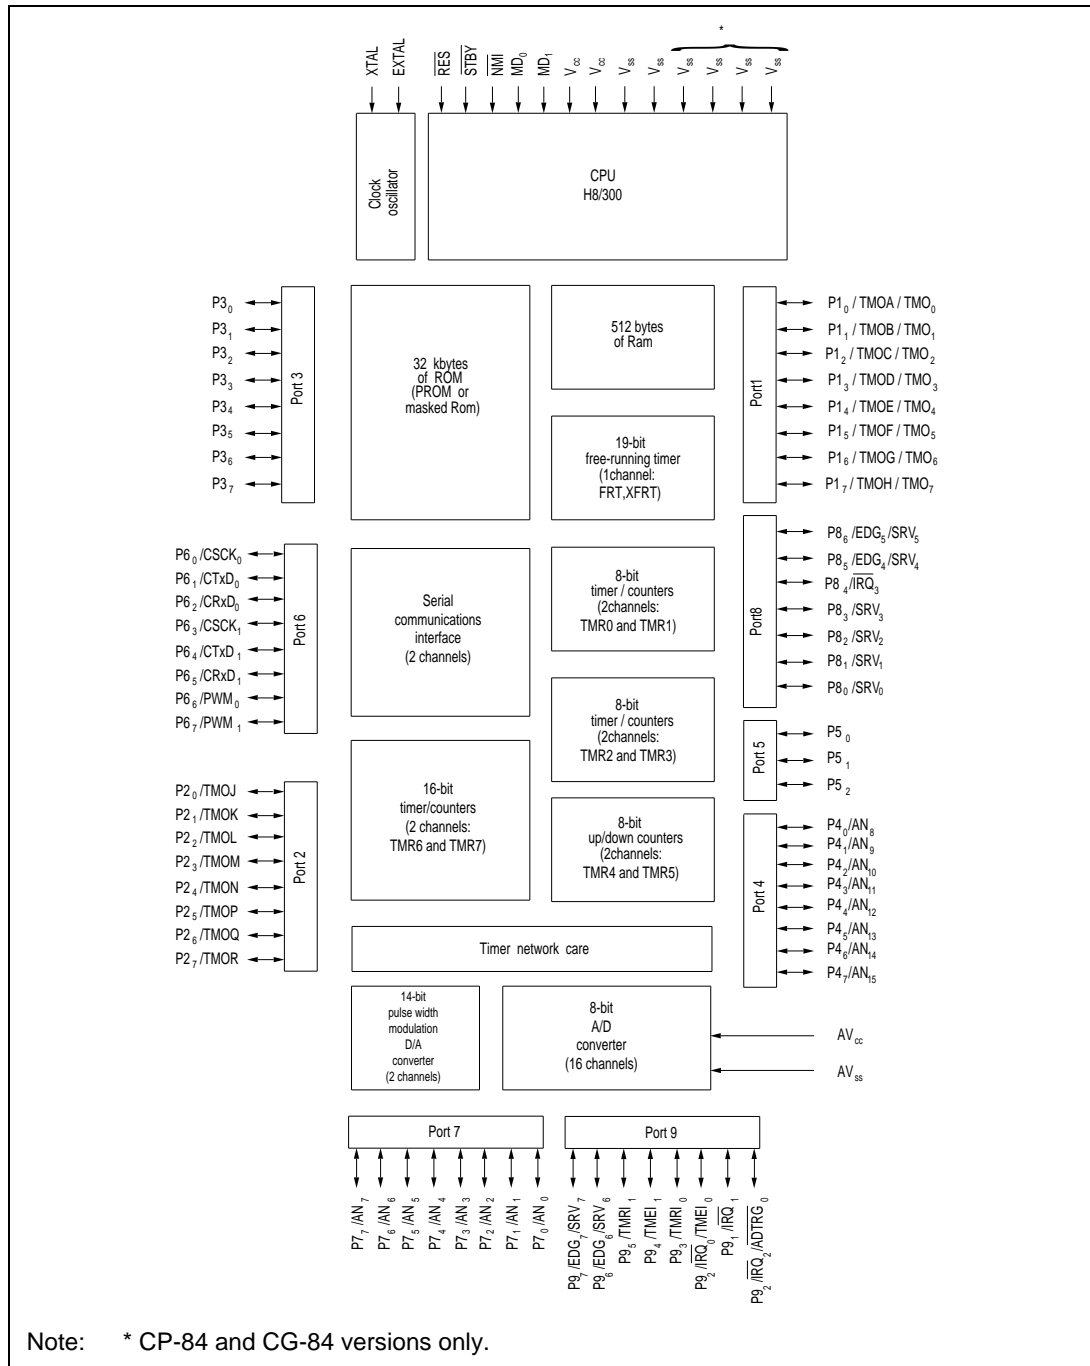 *
XTAL
EXTAL
RES
STBY
NMI
MD0
MD1
Vcc
Vcc
Vss
Vss
Vss
Vss
Vss
Vss
Clock
oscillator
CPU
H8/300
P30
P31
P32
P33
P34
P35
P36
P37
Port 3
32 kbytes
of ROM
(PROM or
masked Rom)
512 bytes
of Ram
19-bit
free-running timer
(1channel:
FRT,XFRT)
Port1
P10 / TMOA / TMO0
P11 / TMOB / TMO1
P12 / TMOC / TMO2
P13 / TMOD / TMO3
P14 / TMOE / TMO4
P15 / TMOF / TMO5
P16 / TMOG / TMO6
P17 / TMOH / TMO7
P60 /CSCK0
P61 /CTxD0
P62 /CRxD0
P63 /CSCK1
P64 /CTxD1
P65 /CRxD1
P66 /PWM0
P67 /PWM1
Port 6
Serial
communications
interface
(2 channels)
8-bit
timer / counters
(2channels:
TMR0 and TMR1)
Port8
P86 /EDG5 /SRV5
P85 /EDG4 /SRV4
P84 /IRQ3
P83 /SRV3
P82 /SRV2
P81 /SRV1
P80 /SRV0
8-bit
timer / counters
(2channels:
TMR2 and TMR3)
Port 5
P50
P51
P52
P20 /TMOJ
P21 /TMOK
P22 /TMOL
P23 /TMOM
P24 /TMON
P25 /TMOP
P26 /TMOQ
P27 /TMOR
Port 2
16-bit
timer/counters
(2 channels:
TMR6 and TMR7)
8-bit
up/down counters
(2channels:
TMR4 and TMR5)
Port 4
P40/AN8
P41/AN9
P42/AN10
P43/AN11
P44/AN12
P45/AN13
P46/AN14
P47/AN15
Timer network care
14-bit
pulse width
modulation
D/A
converter
(2 channels)
8-bit
A/D
converter
(16 channels)
AVcc
AVss
Port 7
Port 9
P77 /AN7
P76 /AN6
P75 /AN5
P74 /AN4
P73 /AN3
P72 /AN2
P71 /AN1
P70 /AN0
P97 /EDG7 /SRV7
P96 /EDG6 /SRV6
P95 /TMRI1
P94 /TMEI1
P93 /TMRI0
P92 /IRQ0 /TMEI0
P91 /IRQ1
P92 /IRQ2 /ADTRG0
Note: * CP-84 and CG-84 versions only.